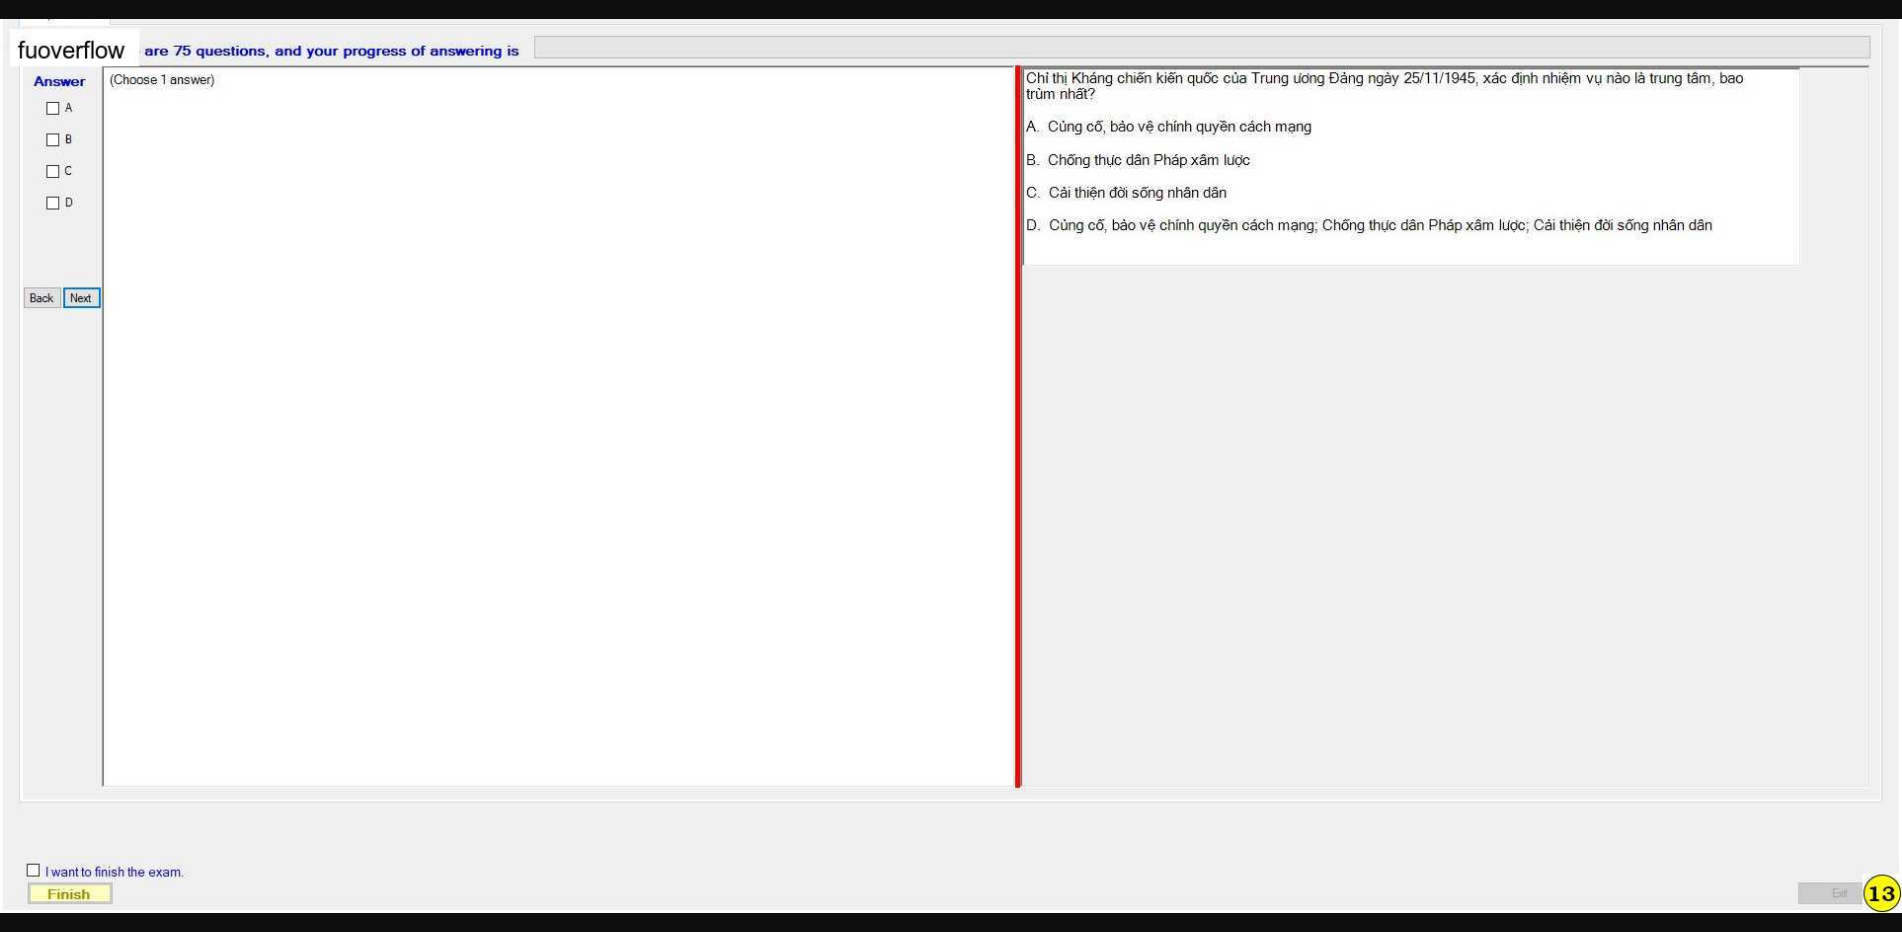 fuoverflow are 75 questions, and your progress of answering is
Answer
(Choose 1 answer)
A
B
C
D
Back Next
Chỉ thị Kháng chiến kiến quốc của Trung ương Đảng ngày 25/11/1945, xác định nhiệm vụ nào là trung tâm, bao
trùm nhất?
A. Củng cố, bảo vệ chính quyền cách mạng
B. Chống thực dân Pháp xâm lược
C. Cải thiện đời sống nhân dân
D. Củng cố, bảo vệ chính quyền cách mạng; Chống thực dân Pháp xâm lược; Cải thiện đời sống nhân dân
I want to finish the exam.
Finish
Exit
13